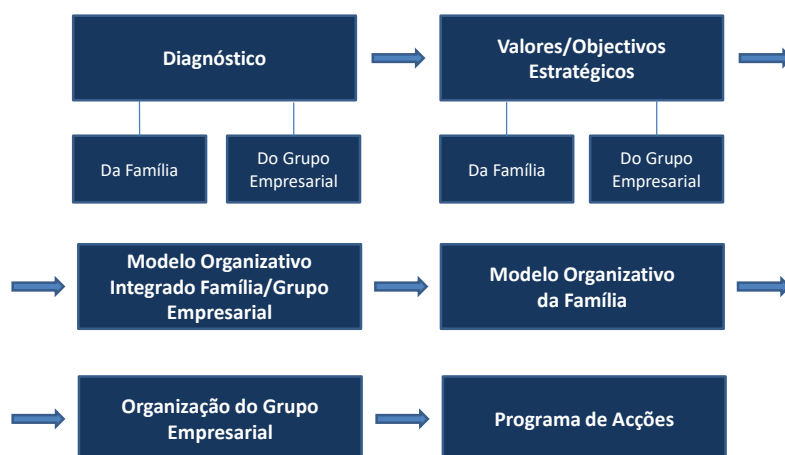 Diagnóstico
Valores/Objectivos
Estratégicos
Da Família
Do Grupo
Empresarial
Da Família
Do Grupo
Empresarial
Modelo Organizativo
Integrado Família/Grupo
Empresarial
Modelo Organizativo
da Família
Organização do Grupo
Empresarial
Programa de Acções